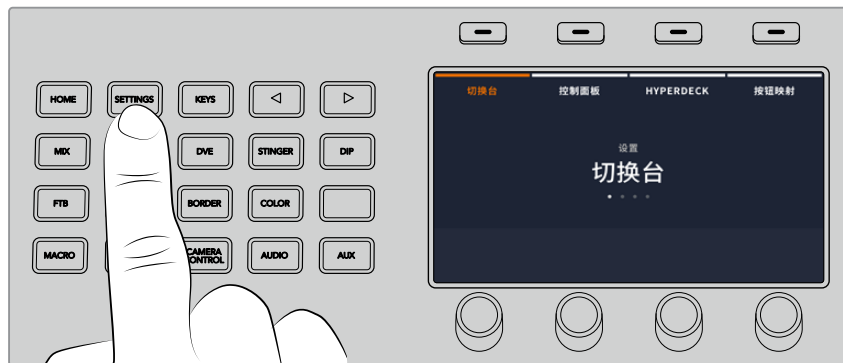 HOME
SETTINGS
KEYS
MIX
DVE
STINGER
DIP
FTB
BORDER
COLOR
MACRO
CAMERA
CONTROL
AUDIO
AUX
切换台
控制面板
HYPERDECK
按钮映射
设置
切换台